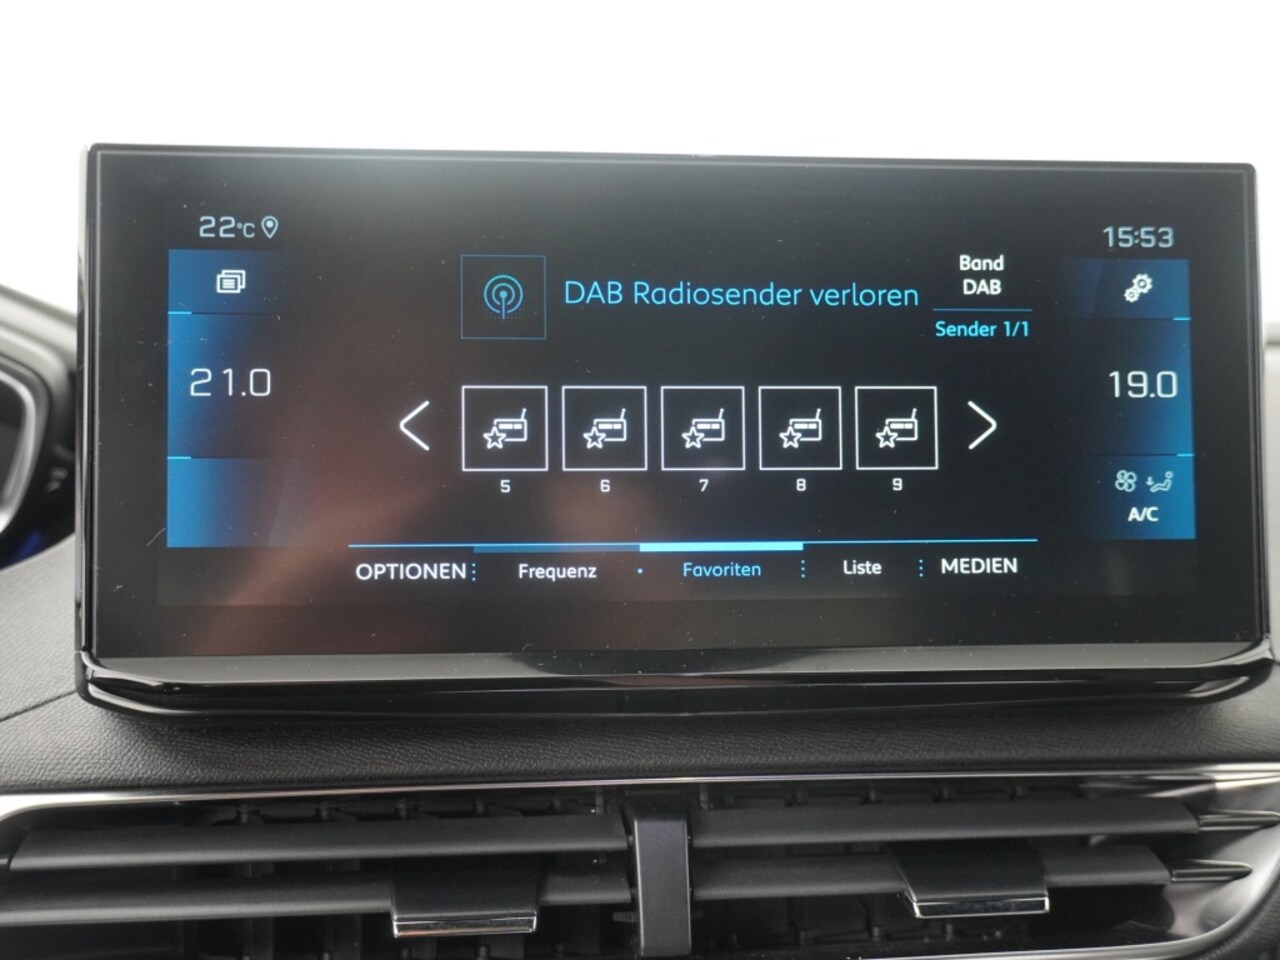 22°C
15:53
DAB Radiosender verloren
Band
DAB
Sender 1/1
21.0
19.0
5 6 7 8 9
A/C
OPTIONEN Frequenz Favoriten Liste MEDIEN